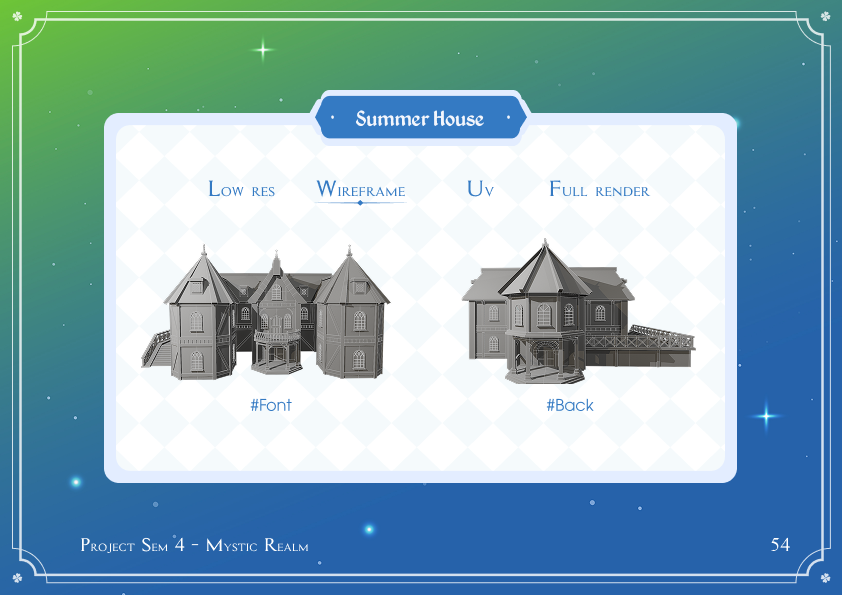 Summer House
Low res Wireframe Uv Full render
#Font #Back
Project Sem 4 - Mystic Realm 54